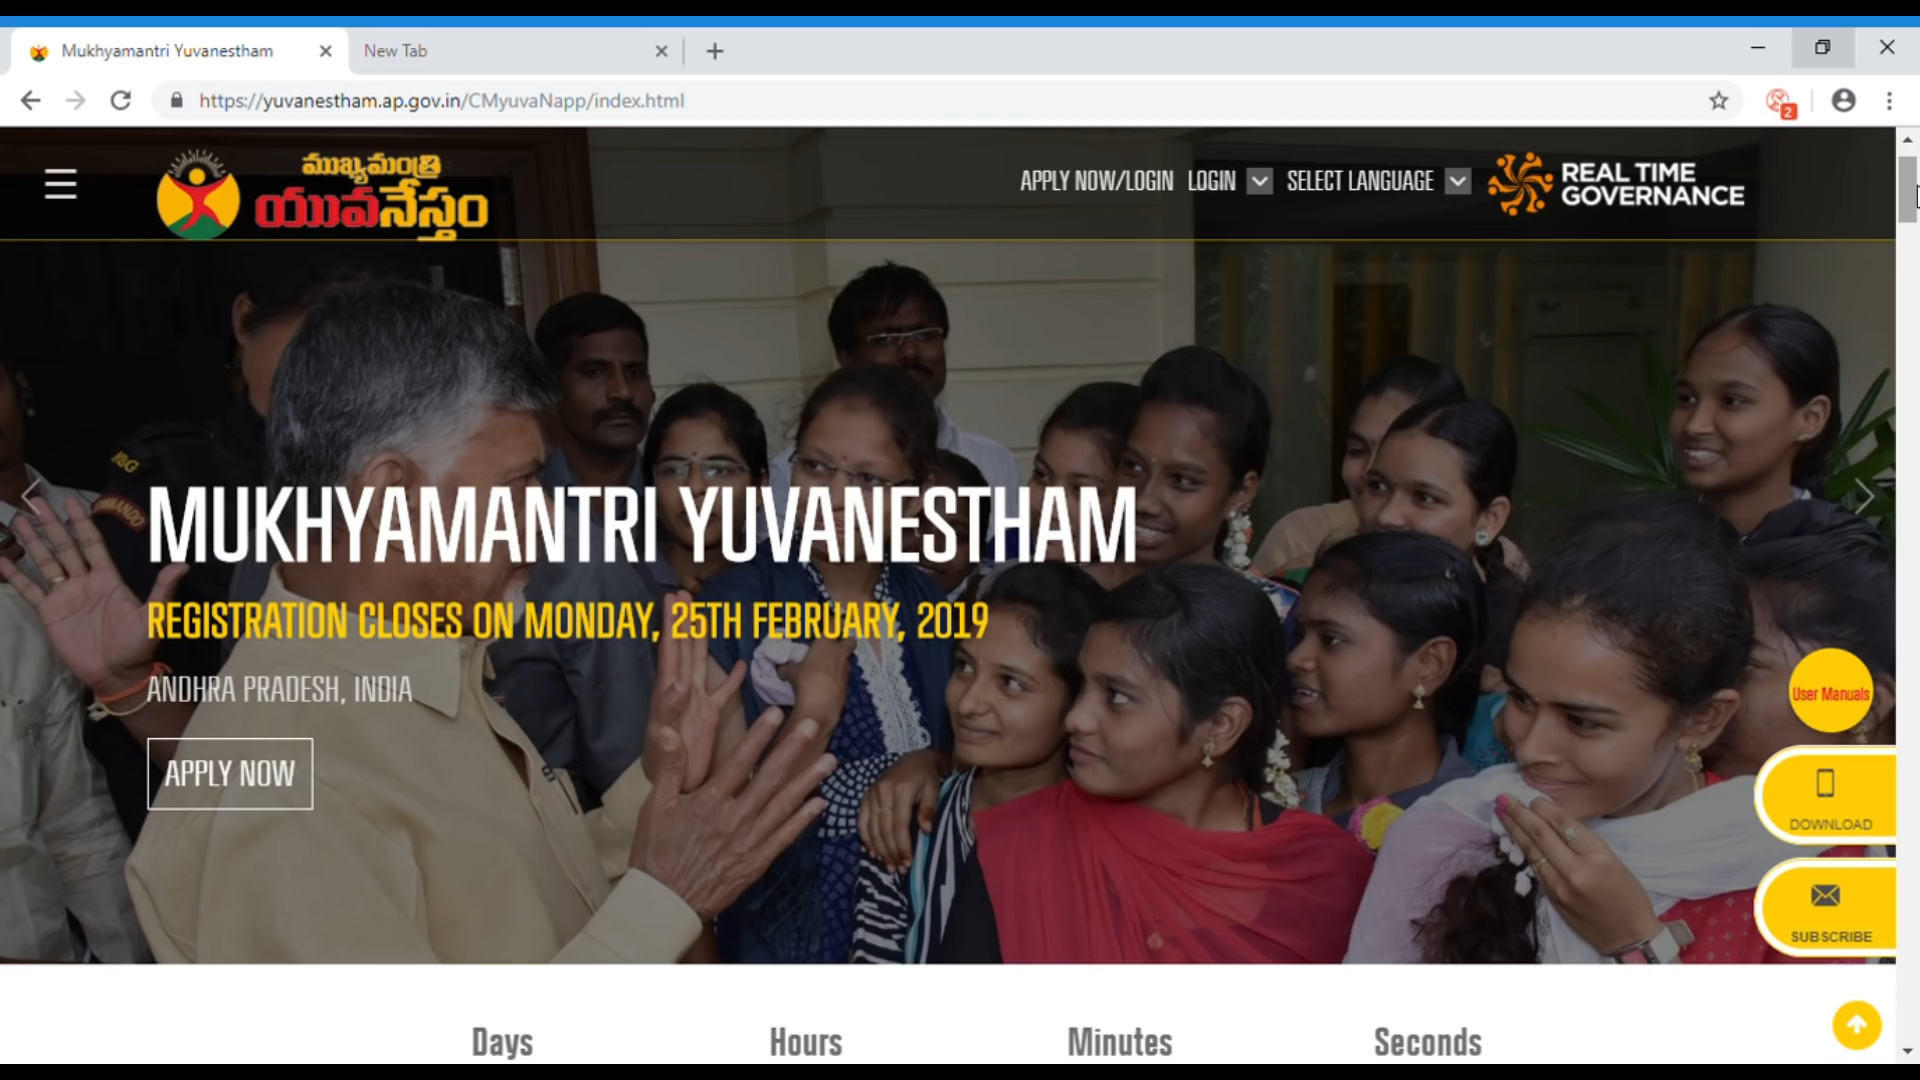 Mukhyamantri Yuvanestham
New Tab
https://yuvanestham.ap.gov.in/CMyuvaNapp/index.html
2
ముఖ్యమంత్రి
యువనేస్తం
APPLY NOW/LOGIN LOGIN SELECT LANGUAGE
REAL TIME
GOVERNANCE
MUKHYAMANTRI YUVANESTHAM
REGISTRATION CLOSES ON MONDAY, 25TH FEBRUARY, 2019
ANDHRA PRADESH, INDIA
APPLY NOW
User Manuals
DOWNLOAD
SUBSCRIBE
Days Hours Minutes Seconds